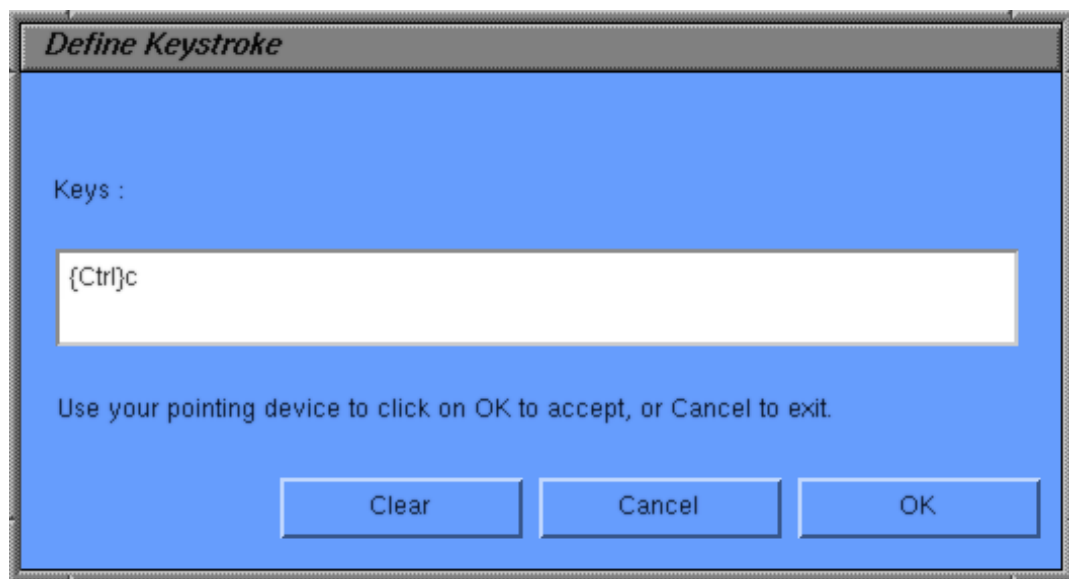 Define Keystroke
Keys :
{Ctrl}c
Use your pointing device to click on OK to accept, or Cancel to exit.
Clear Cancel OK